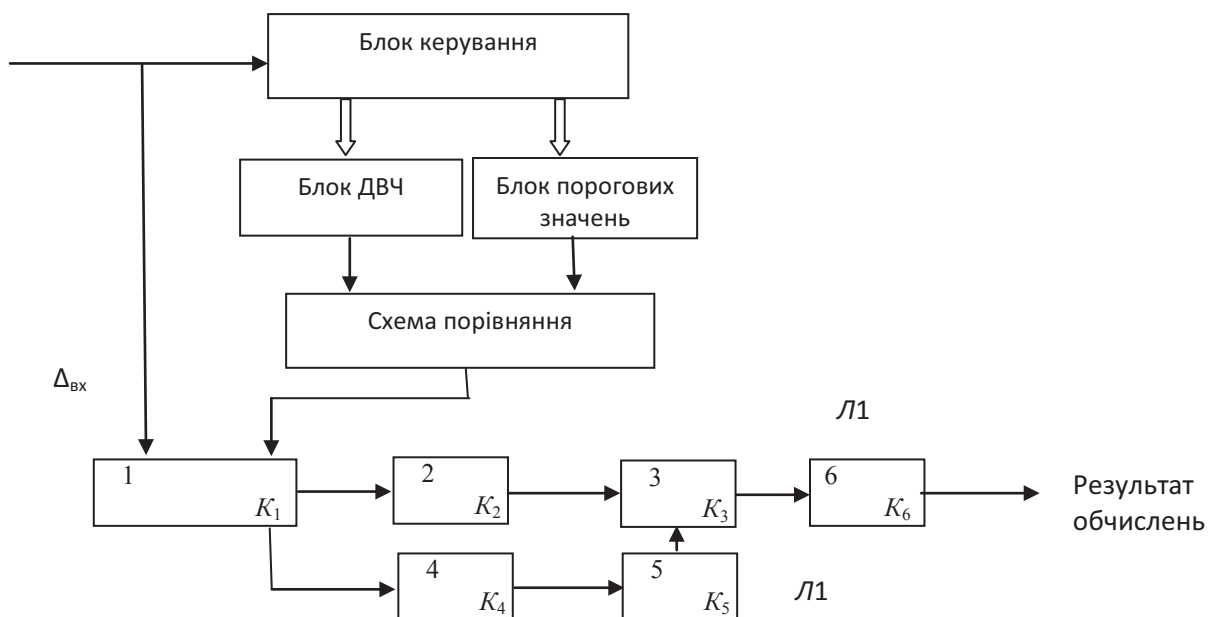 Блок керування
Блок ДВЧ
Блок порогових
значень
Схема порівняння
Δвх
Л1
1
K1
2
K2
3
K3
6
K6
Результат
обчислень
4
K4
5
K5
Л1